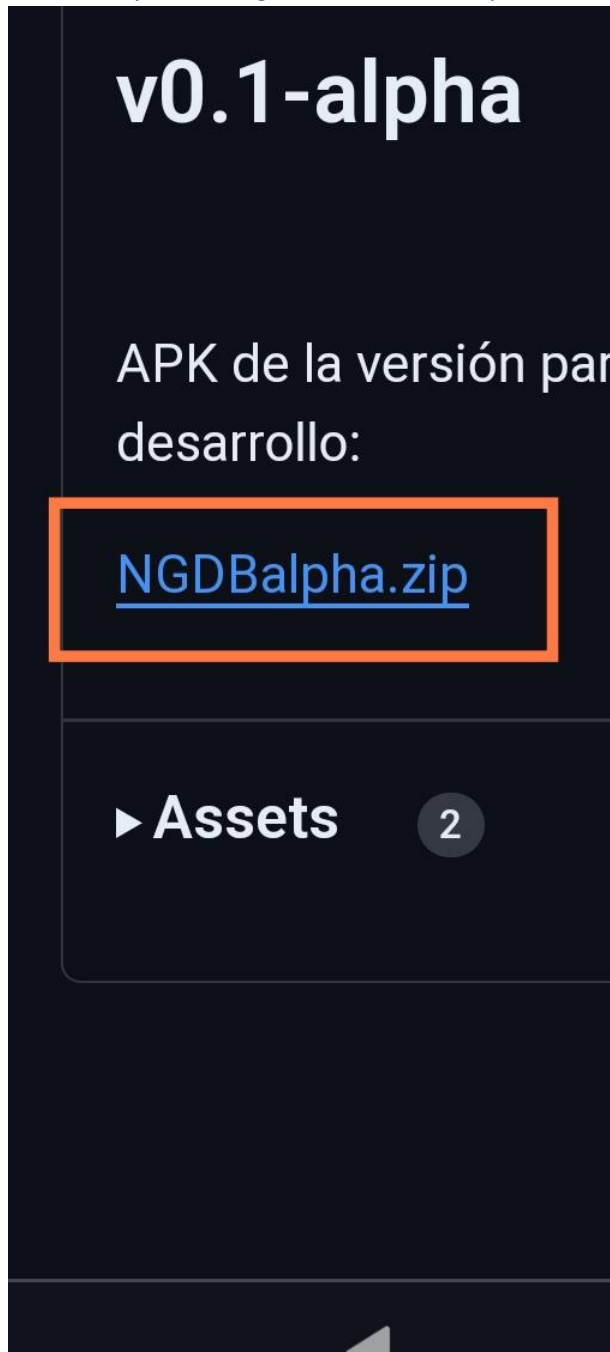 v0.1-alpha
APK de la versión par
desarrollo:
NGDBalpha.zip
Assets 2